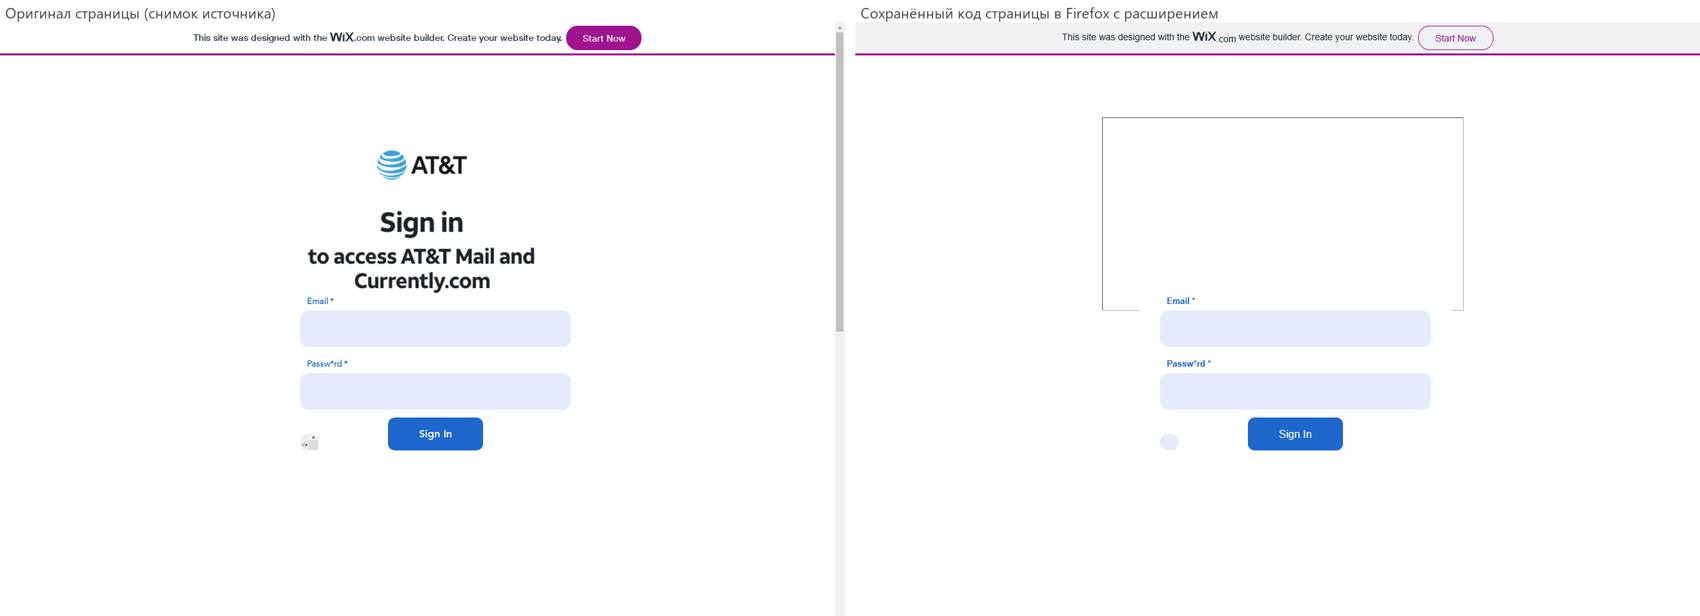 Оригинал страницы (снимок источника)
This site was designed with the WiX.com website builder. Create your website today. Start Now
AT&T
Sign in
to access AT&T Mail and
Currently.com
Email *
Passw*rd *
Sign In
Сохранённый код страницы в Firefox с расширением
This site was designed with the WiX.com website builder. Create your website today. Start Now
Email *
Passw*rd *
Sign In